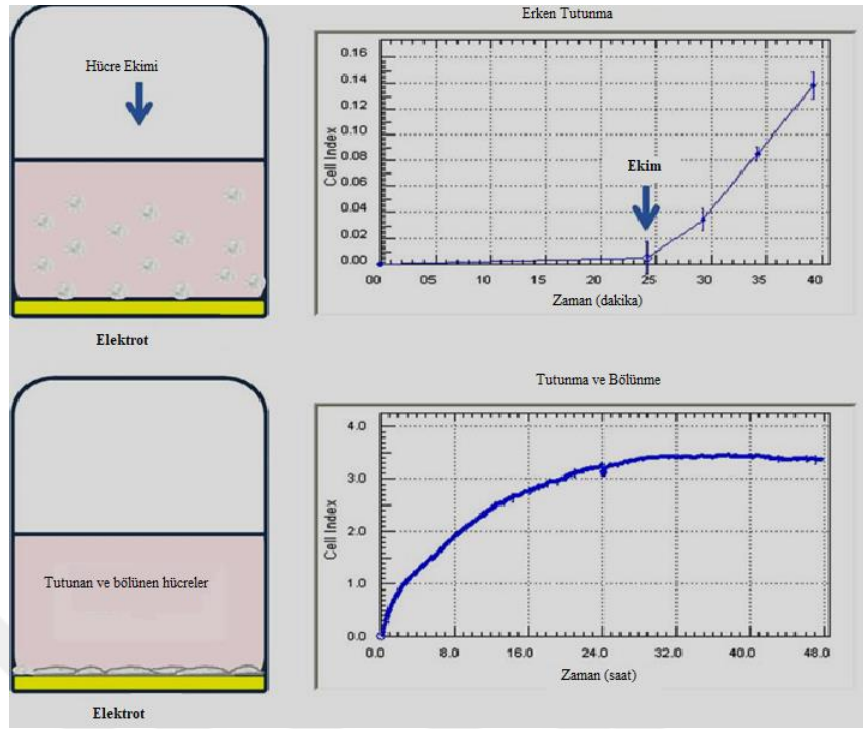 Hücre Ekimi
Elektrot
Erken Tutunma
Cell Index
0.16
0.14
0.12
0.10
0.08
0.06
0.04
0.02
0.00
Ekim
00 05 10 15 20 25 30 35 40
Zaman (dakika)
Tutunan ve bölünen hücreler
Elektrot
Tutunma ve Bölünme
Cell Index
4.0
3.0
2.0
1.0
0.0
0.0 8.0 16.0 24.0 32.0 40.0 48.0
Zaman (saat)